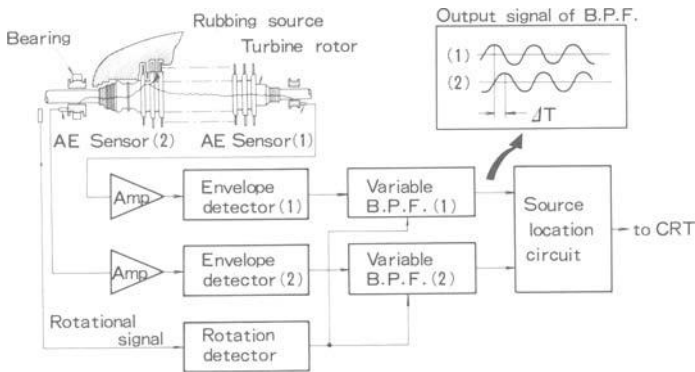 Output signal of B.P.F.
(1)
(2)
ΔT
Rubbing source
Bearing
Turbine rotor
AE Sensor(2)
AE Sensor(1)
Amp
Envelope
detector(1)
Variable
B.P.F.(1)
Source
location
circuit
to CRT
Amp
Envelope
detector(2)
Variable
B.P.F.(2)
Rotational
signal
Rotation
detector